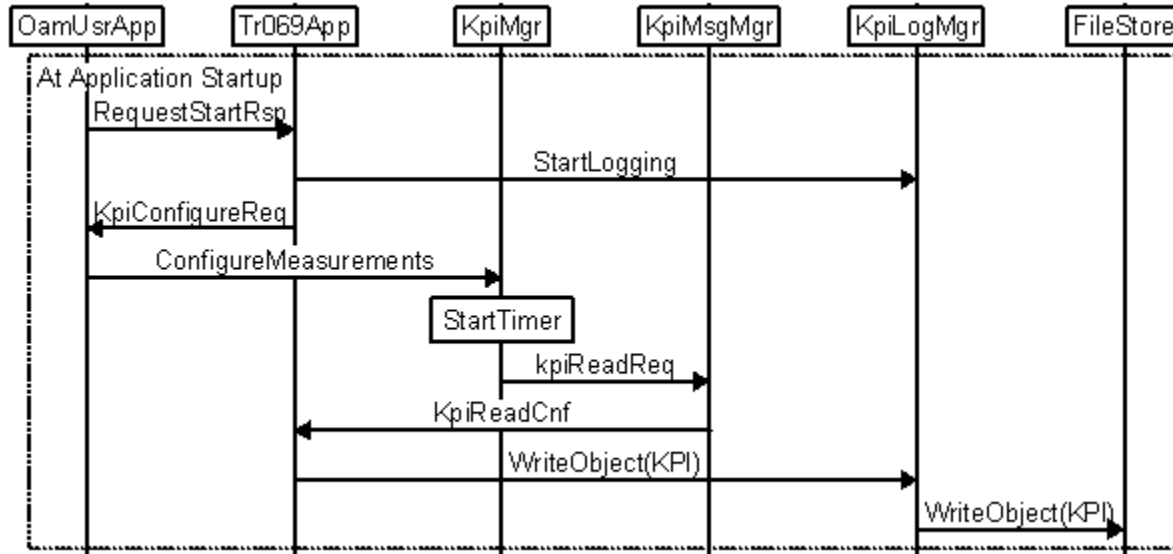 OamUsrApp
Tr069App
KpiMgr
KpiMsgMgr
KpiLogMgr
FileStore
At Application Startup
RequestStartRsp
StartLogging
KpiConfigureReq
ConfigureMeasurements
StartTimer
kpiReadReq
KpiReadCnf
WriteObject(KPI)
WriteObject(KPI)